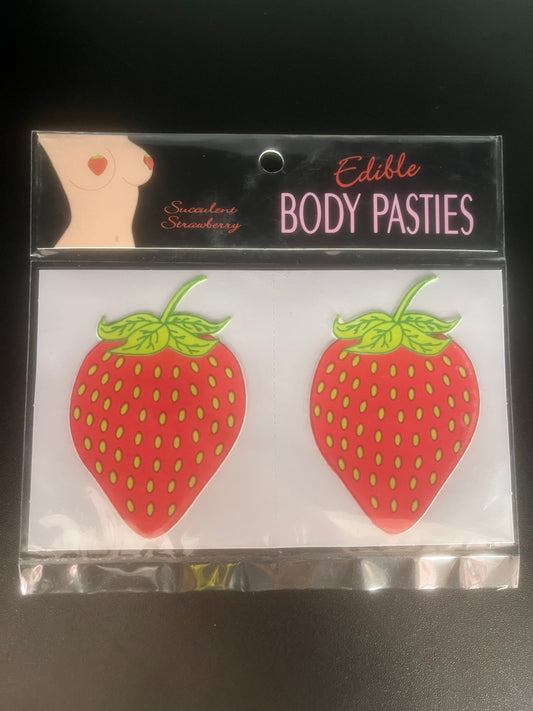 Edible
BODY PASTIES
Succulent
Strawberry